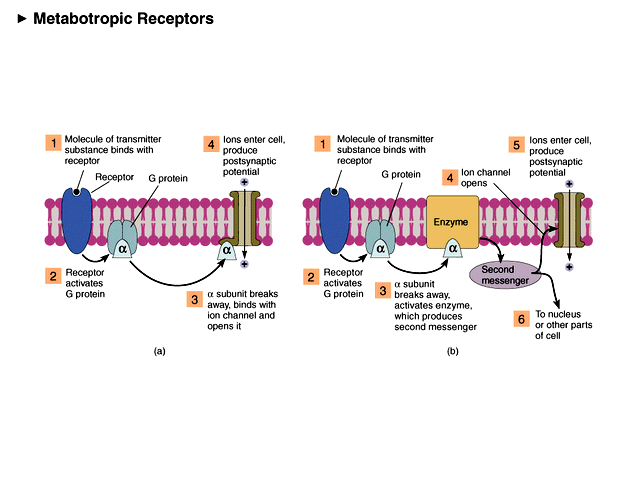 ► Metabotropic Receptors
1 Molecule of transmitter
substance binds with
receptor
Receptor
G protein
4 Ions enter cell,
produce
postsynaptic
potential
+
α
α
+
2 Receptor
activates
G protein
3 α subunit breaks
away, binds with
ion channel and
opens it
(a)
1 Molecule of transmitter
substance binds with
receptor
G protein
4 Ion channel
opens
5 Ions enter cell,
produce
postsynaptic
potential
+
Enzyme
α
α
+
2 Receptor
activates
G protein
3 α subunit
breaks away,
activates enzyme,
which produces
second messenger
Second
messenger
6 To nucleus
or other parts
of cell
(b)